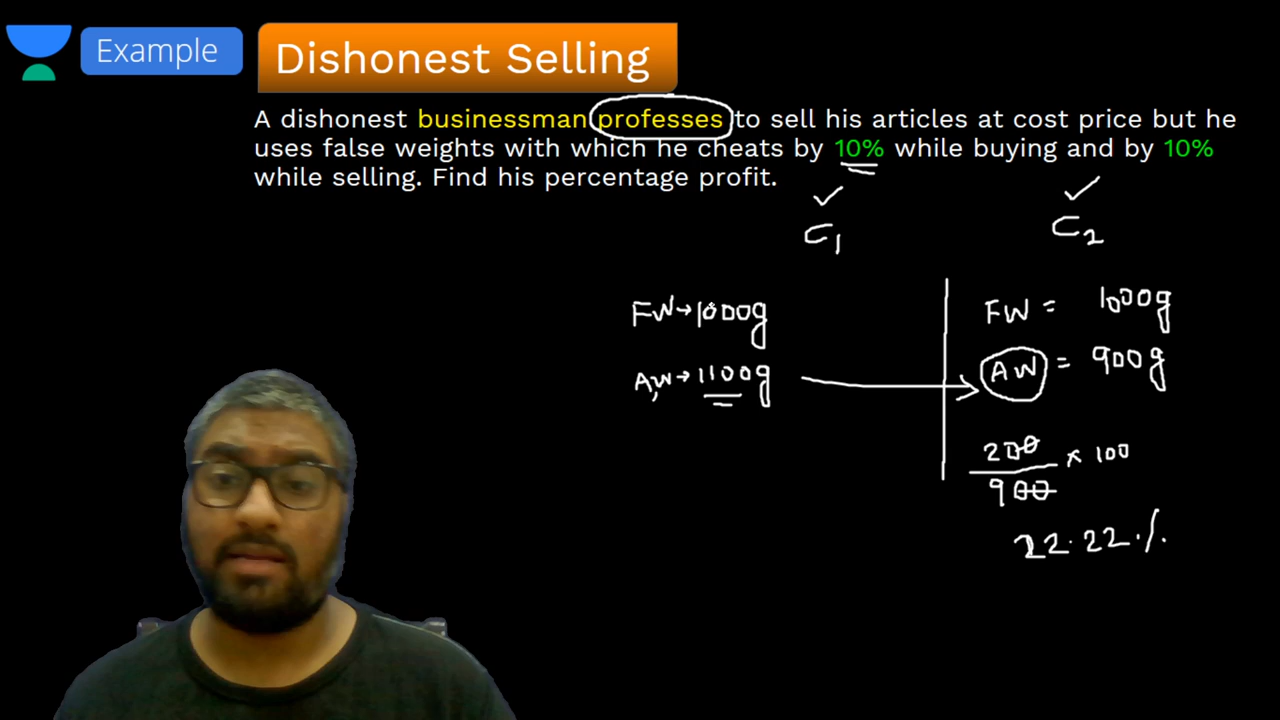 Example
Dishonest Selling
A dishonest businessman professes to sell his articles at cost price but he
uses false weights with which he cheats by 10% while buying and by 10%
while selling. Find his percentage profit.
C1
C2
FW→1000g
AW→1100g
FW = 1000g
AW = 900g
200
900
× 100
22.22%